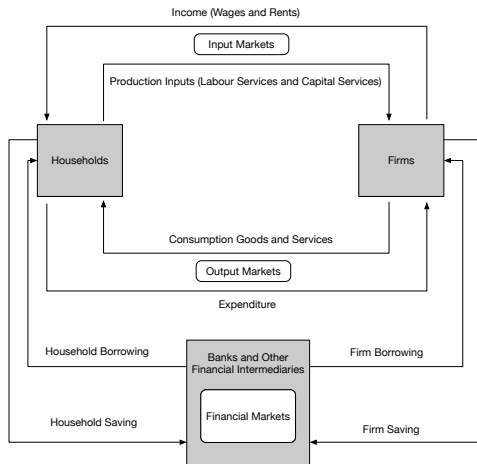 Income (Wages and Rents)
Input Markets
Production Inputs (Labour Services and Capital Services)
Households
Firms
Consumption Goods and Services
Output Markets
Expenditure
Household Borrowing
Banks and Other
Financial Intermediaries
Firm Borrowing
Financial Markets
Household Saving
Firm Saving